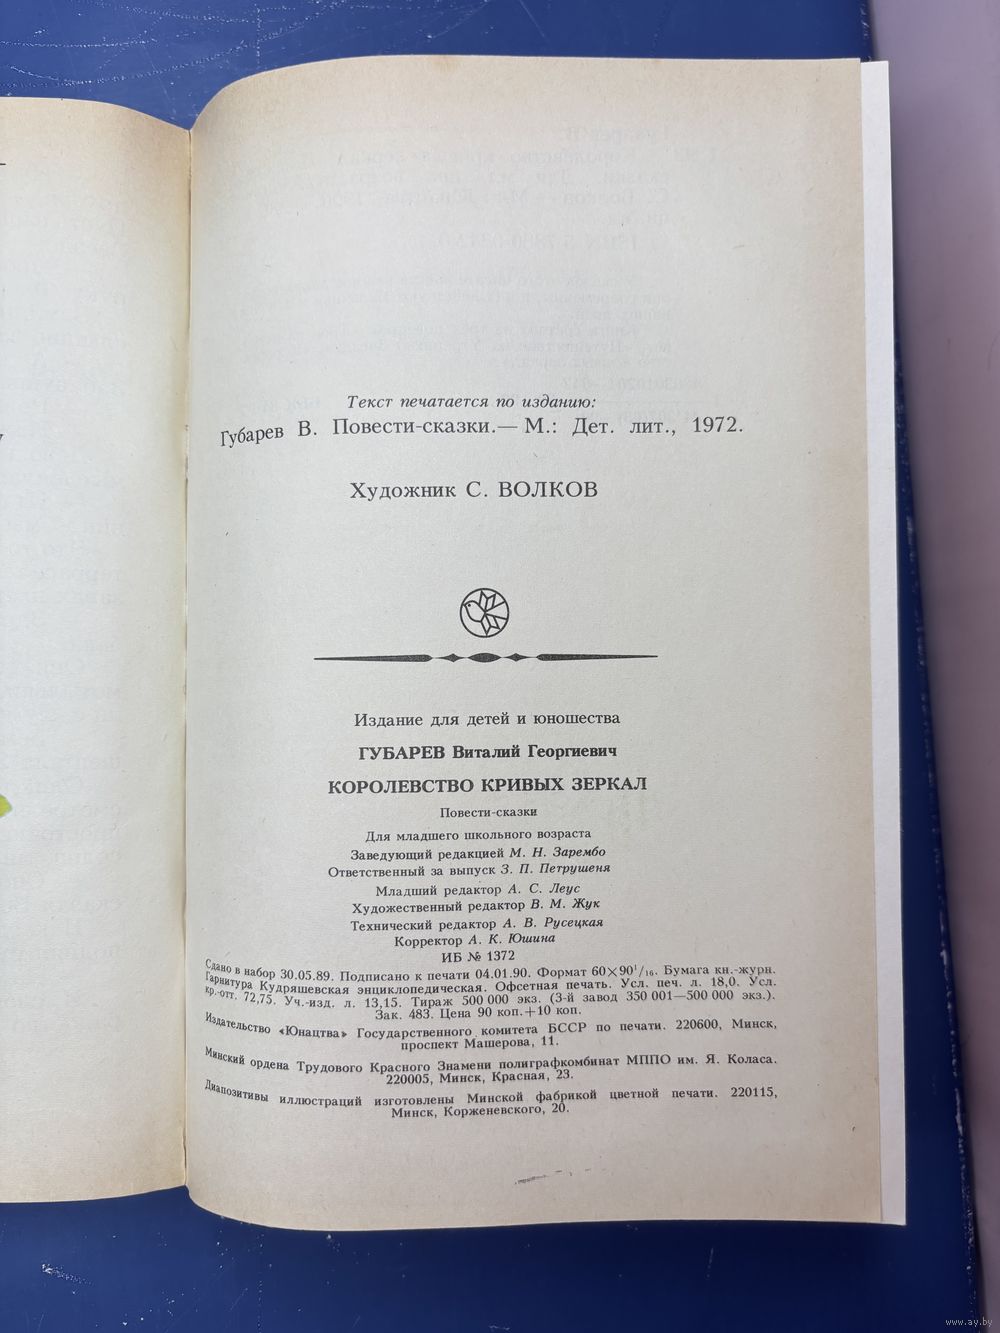 Текст печатается по изданию:
Губарев В. Повести-сказки.— М.: Дет. лит., 1972.
Художник С. ВОЛКОВ
Издание для детей и юношества
ГУБАРЕВ Виталий Георгиевич
КОРОЛЕВСТВО КРИВЫХ ЗЕРКАЛ
Повести-сказки
Для младшего школьного возраста
Заведующий редакцией М. Н. Зарембо
Ответственный за выпуск З. П. Петрушеня
Младший редактор А. С. Леус
Художественный редактор В. М. Жук
Технический редактор А. В. Русецкая
Корректор А. К. Юшина
ИБ № 1372
Сдано в набор 30.05.89. Подписано к печати 04.01.90. Формат 60×90¹/₁₆. Бумага кн.-журн.
Гарнитура Кудряшевская энциклопедическая. Офсетная печать. Усл. печ. л. 18,0. Усл.
кр.-отт. 72,75. Уч.-изд. л. 13,15. Тираж 500 000 экз. (3-й завод 350 001—500 000 экз.).
Зак. 483. Цена 90 коп.+10 коп.
Издательство «Юнацтва» Государственного комитета БССР по печати. 220600, Минск,
проспект Машерова, 11.
Минский ордена Трудового Красного Знамени полиграфкомбинат МППО им. Я. Коласа.
220005, Минск, Красная, 23.
Диапозитивы иллюстраций изготовлены Минской фабрикой цветной печати. 220115,
Минск, Корженевского, 20.
www.ay.by